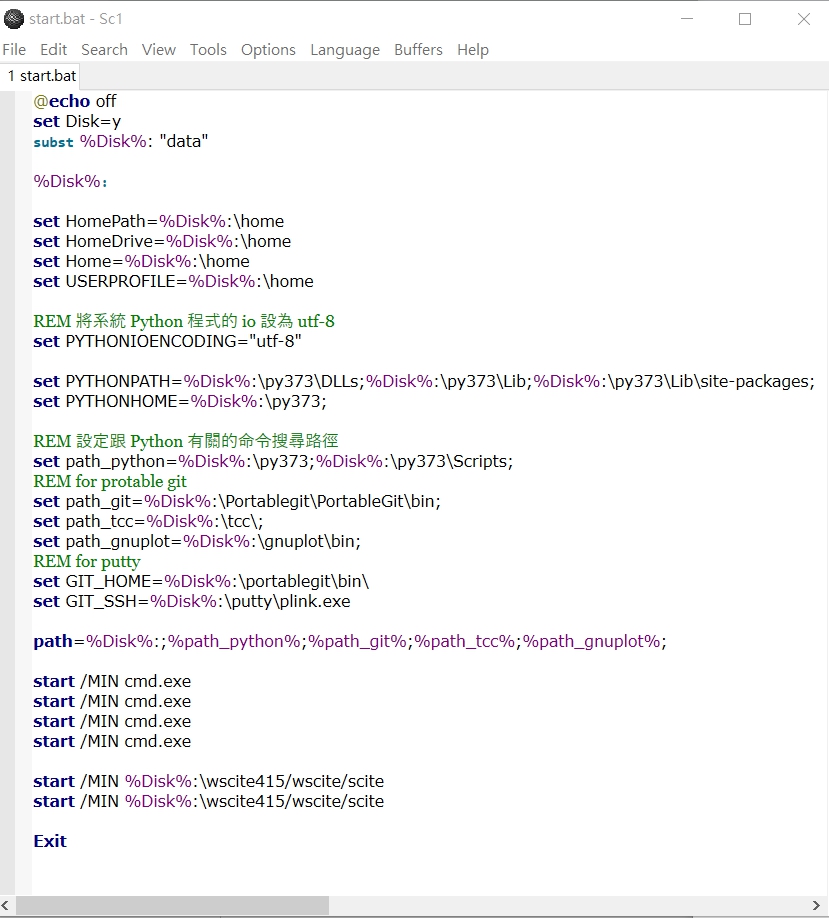 start.bat - Sc1
File Edit Search View Tools Options Language Buffers Help
1 start.bat
@echo off
set Disk=y
subst %Disk%: "data"
%Disk%:
set HomePath=%Disk%:\home
set HomeDrive=%Disk%:\home
set Home=%Disk%:\home
set USERPROFILE=%Disk%:\home
REM 將系統 Python 程式的 io 設為 utf-8
set PYTHONIOENCODING="utf-8"
set PYTHONPATH=%Disk%:\py373\DLLs;%Disk%:\py373\Lib;%Disk%:\py373\Lib\site-packages;
set PYTHONHOME=%Disk%:\py373;
REM 設定跟 Python 有關的命令搜尋路徑
set path_python=%Disk%:\py373;%Disk%:\py373\Scripts;
REM for protable git
set path_git=%Disk%:\Portablegit\PortableGit\bin;
set path_tcc=%Disk%:\tcc\;
set path_gnuplot=%Disk%:\gnuplot\bin;
REM for putty
set GIT_HOME=%Disk%:\portablegit\bin\
set GIT_SSH=%Disk%:\putty\plink.exe
path=%Disk%:;%path_python%;%path_git%;%path_tcc%;%path_gnuplot%;
start /MIN cmd.exe
start /MIN cmd.exe
start /MIN cmd.exe
start /MIN cmd.exe
start /MIN %Disk%:\wscite415/wscite/scite
start /MIN %Disk%:\wscite415/wscite/scite
Exit